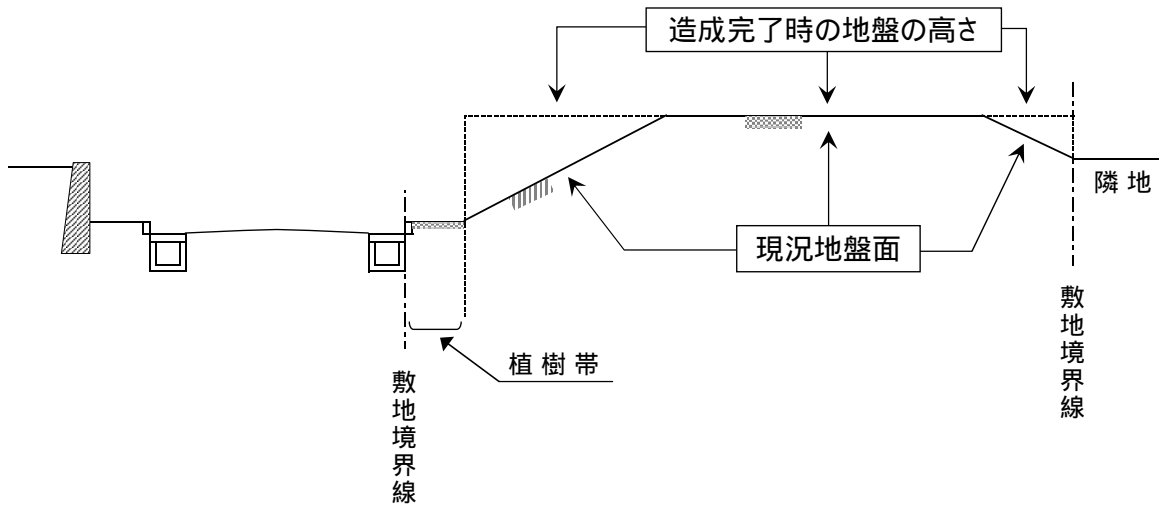 造成完了時の地盤の高さ
隣地
現況地盤面
敷地境界線
植樹帯
敷地境界線